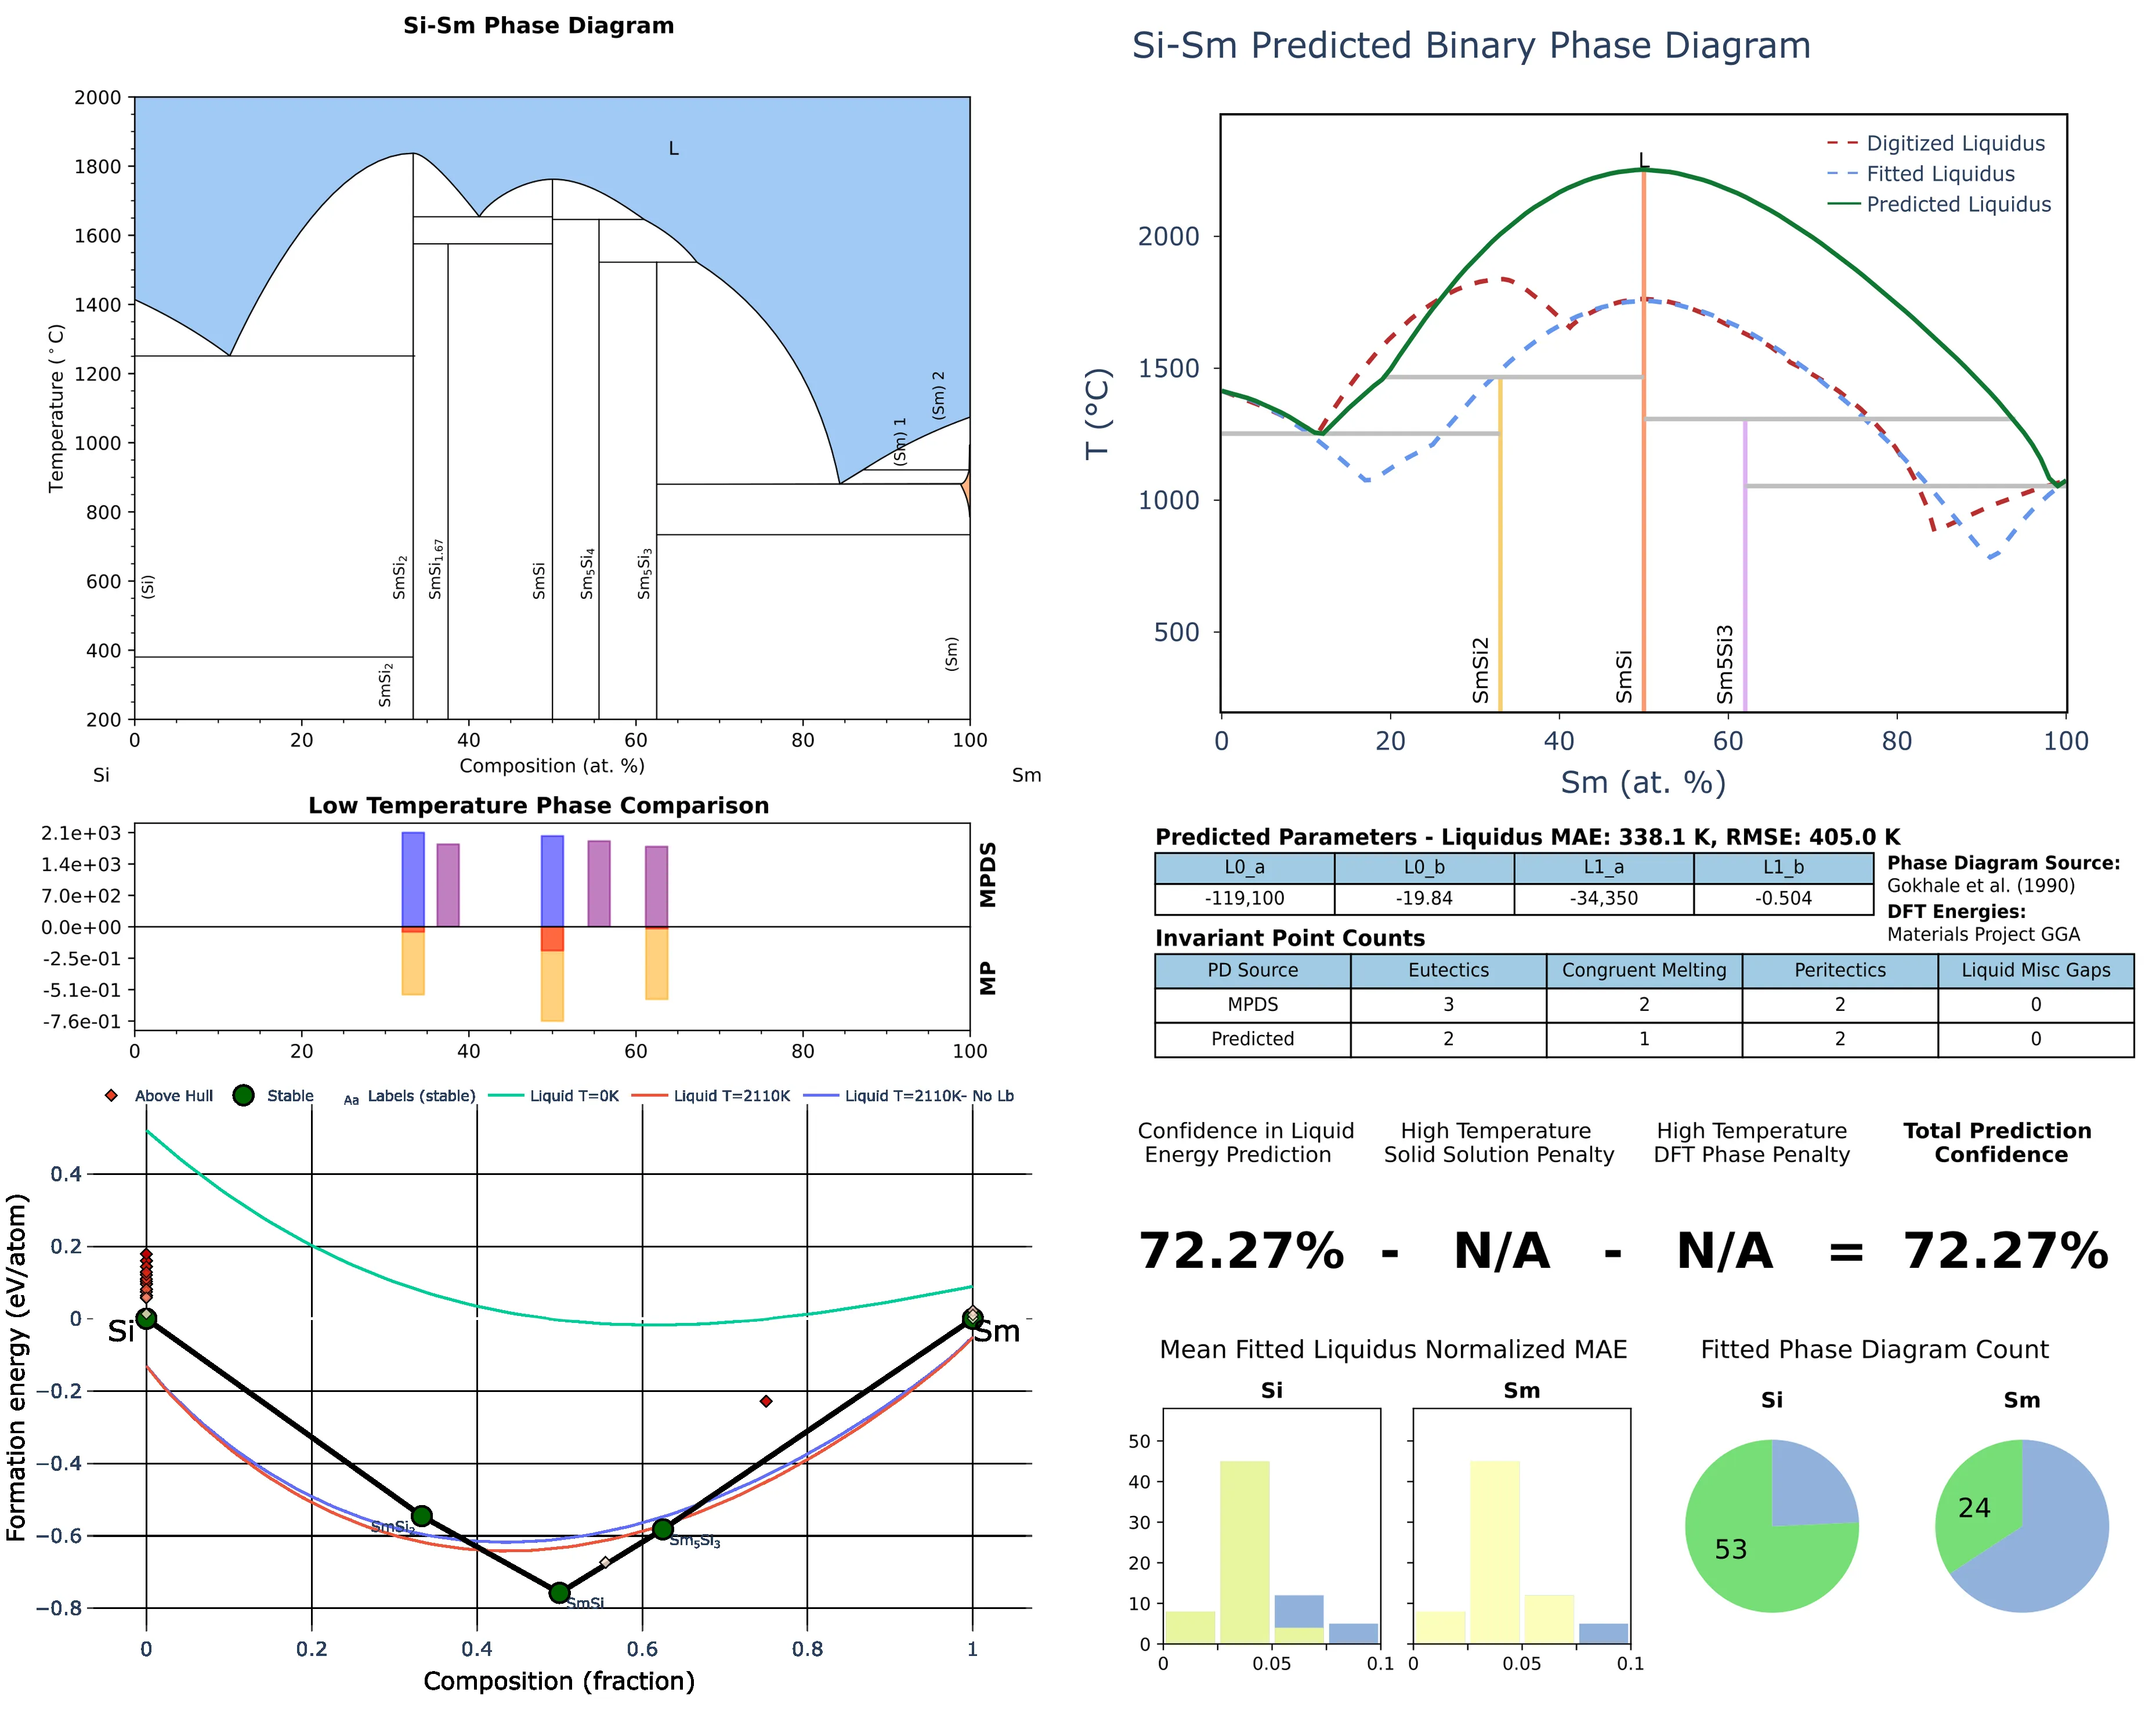 Si-Sm Phase Diagram
2000
1800
1600
1400
1200
1000
800
600
400
200
Temperature (°C)
L
(Sm) 2
(Sm) 1
(Si)
SmSi2
SmSi1.67
SmSi
Sm5Si4
Sm5Si3
SmSi2
(Sm)
0 20 40 60 80 100
Composition (at. %)
Si Sm
Low Temperature Phase Comparison
2.1e+03
1.4e+03
7.0e+02
0.0e+00
-2.5e-01
-5.1e-01
-7.6e-01
MPDS
MP
0 20 40 60 80 100
Above Hull Stable Aa Labels (stable) Liquid T=0K Liquid T=2110K Liquid T=2110K- No Lb
0.4
0.2
0
−0.2
−0.4
−0.6
−0.8
Formation energy (eV/atom)
Si
Sm
SmSi2
Sm5Si3
SmSi
0 0.2 0.4 0.6 0.8 1
Composition (fraction)
Si-Sm Predicted Binary Phase Diagram
Digitized Liquidus
Fitted Liquidus
Predicted Liquidus
L
2000
1500
1000
500
T (°C)
SmSi2
SmSi
Sm5Si3
0 20 40 60 80 100
Sm (at. %)
Predicted Parameters - Liquidus MAE: 338.1 K, RMSE: 405.0 K
L0_a L0_b L1_a L1_b
-119,100 -19.84 -34,350 -0.504
Phase Diagram Source:
Gokhale et al. (1990)
DFT Energies:
Materials Project GGA
Invariant Point Counts
PD Source Eutectics Congruent Melting Peritectics Liquid Misc Gaps
MPDS 3 2 2 0
Predicted 2 1 2 0
Confidence in Liquid
Energy Prediction
High Temperature
Solid Solution Penalty
High Temperature
DFT Phase Penalty
Total Prediction
Confidence
72.27% - N/A - N/A = 72.27%
Mean Fitted Liquidus Normalized MAE
Si
Sm
50
40
30
20
10
0
0 0.05 0.1
0 0.05 0.1
Fitted Phase Diagram Count
Si
Sm
53
24